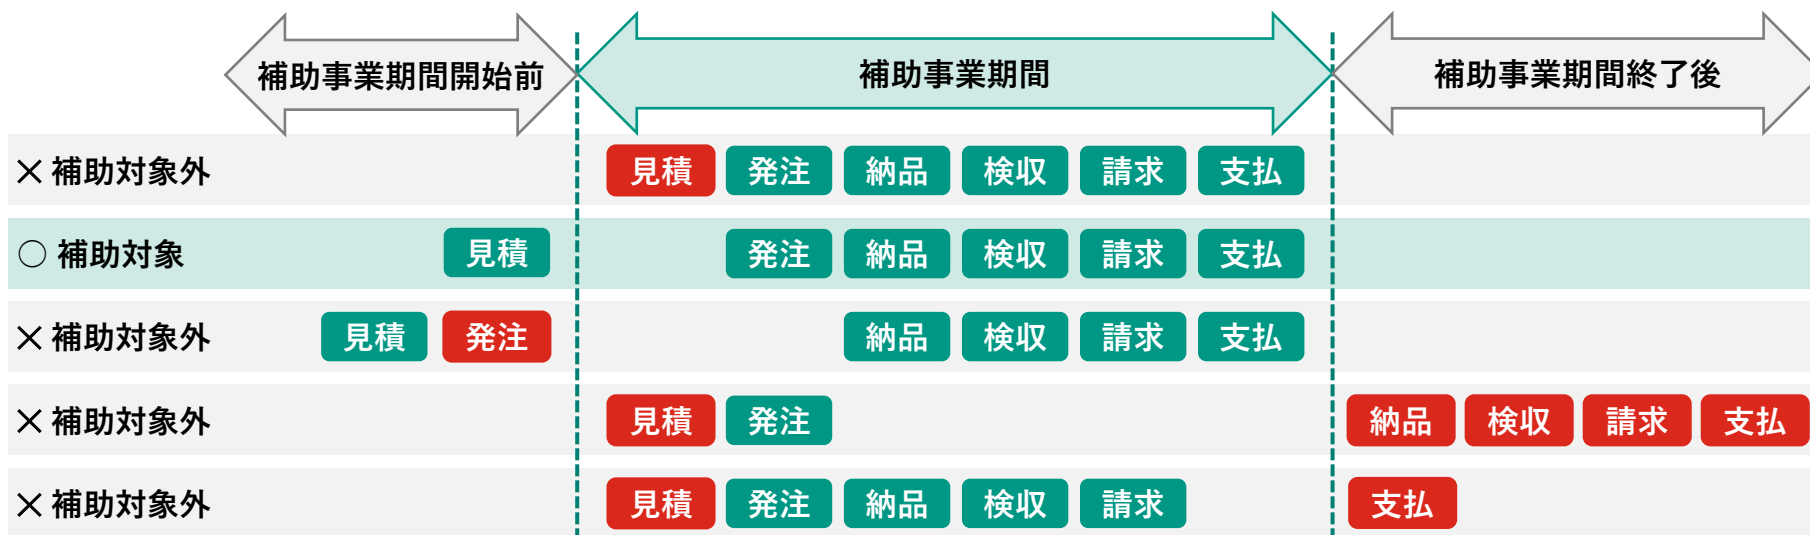 補助事業期間開始前 補助事業期間 補助事業期間終了後
× 補助対象外 見積 発注 納品 検収 請求 支払
○ 補助対象 見積 発注 納品 検収 請求 支払
× 補助対象外 見積 発注 納品 検収 請求 支払
× 補助対象外 見積 発注 納品 検収 請求 支払
× 補助対象外 見積 発注 納品 検収 請求 支払